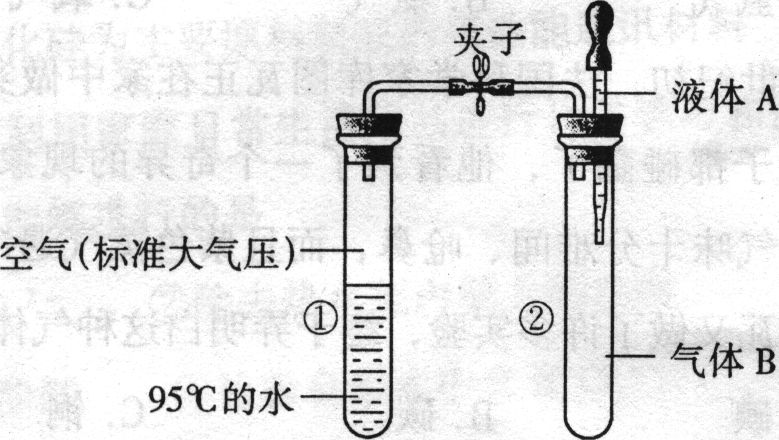 夹子
液体 A
空气(标准大气压)
①
②
气体 B
95℃的水